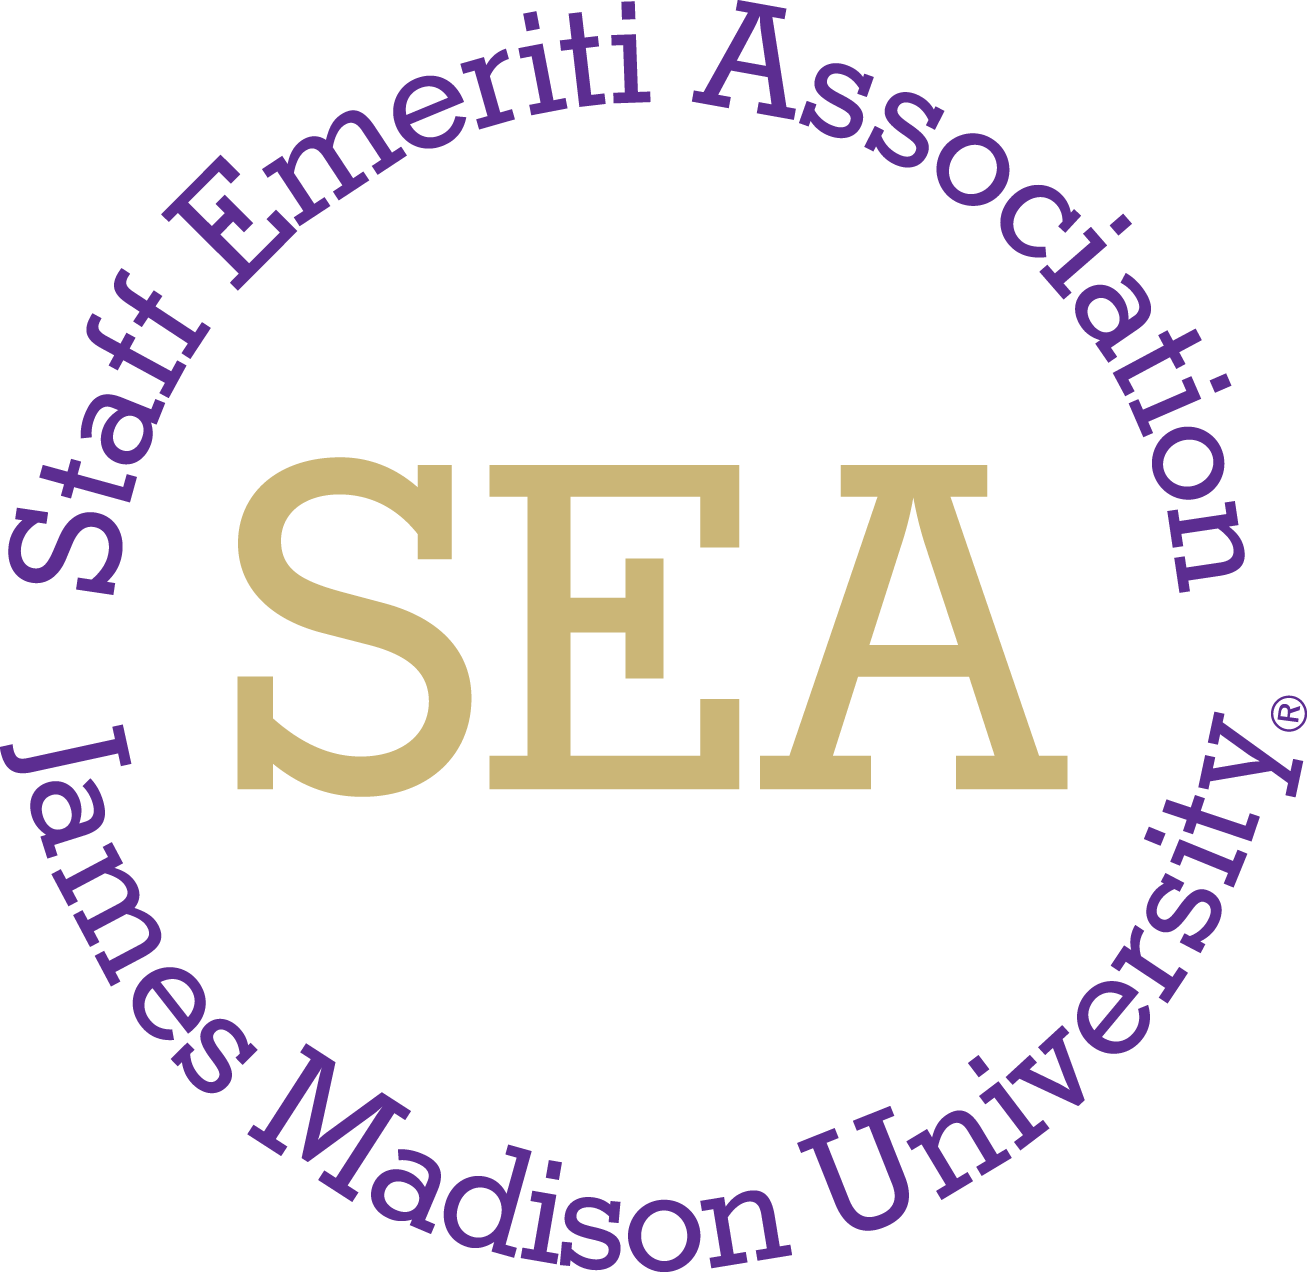 Staff Emeriti Association
SEA
James Madison University®